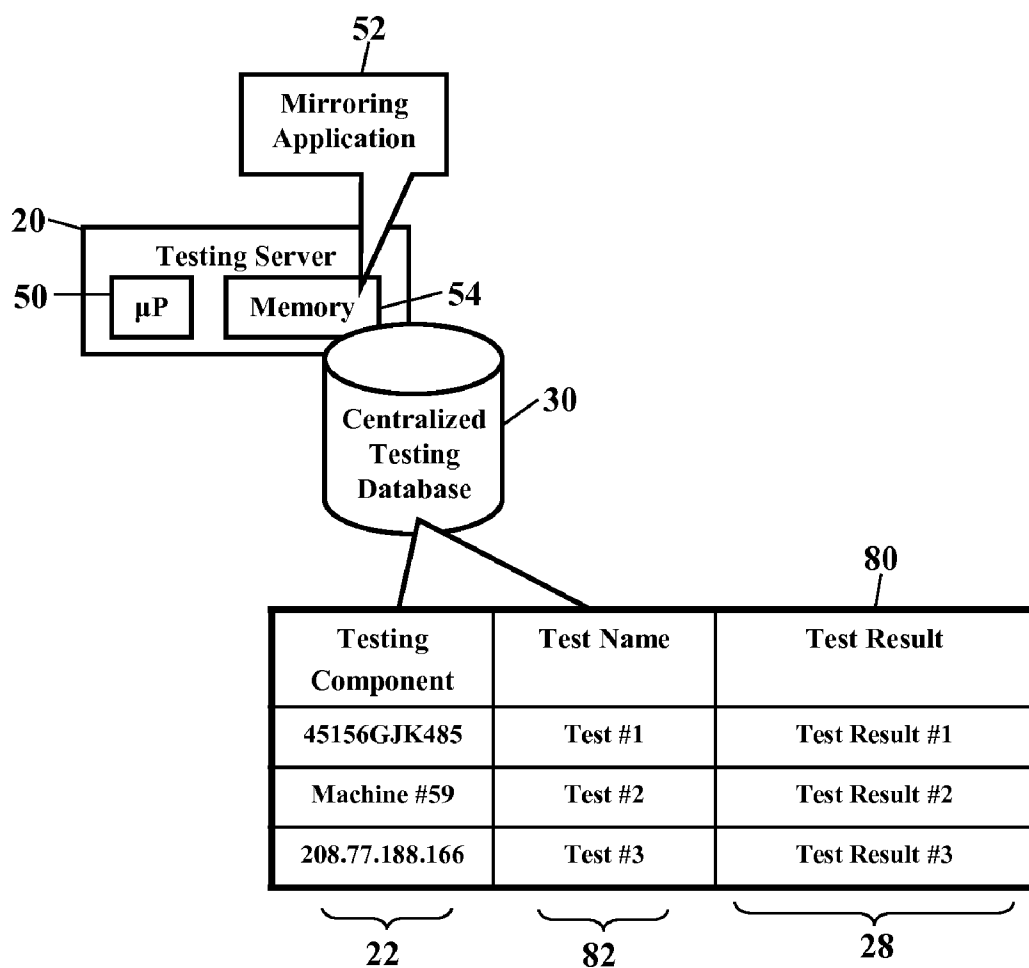 52
Mirroring
Application
20
Testing Server
50
µP
Memory
54
Centralized
Testing
Database
30
80
Testing
Component
Test Name
Test Result
45156GJK485
Test #1
Test Result #1
Machine #59
Test #2
Test Result #2
208.77.188.166
Test #3
Test Result #3
22
82
28